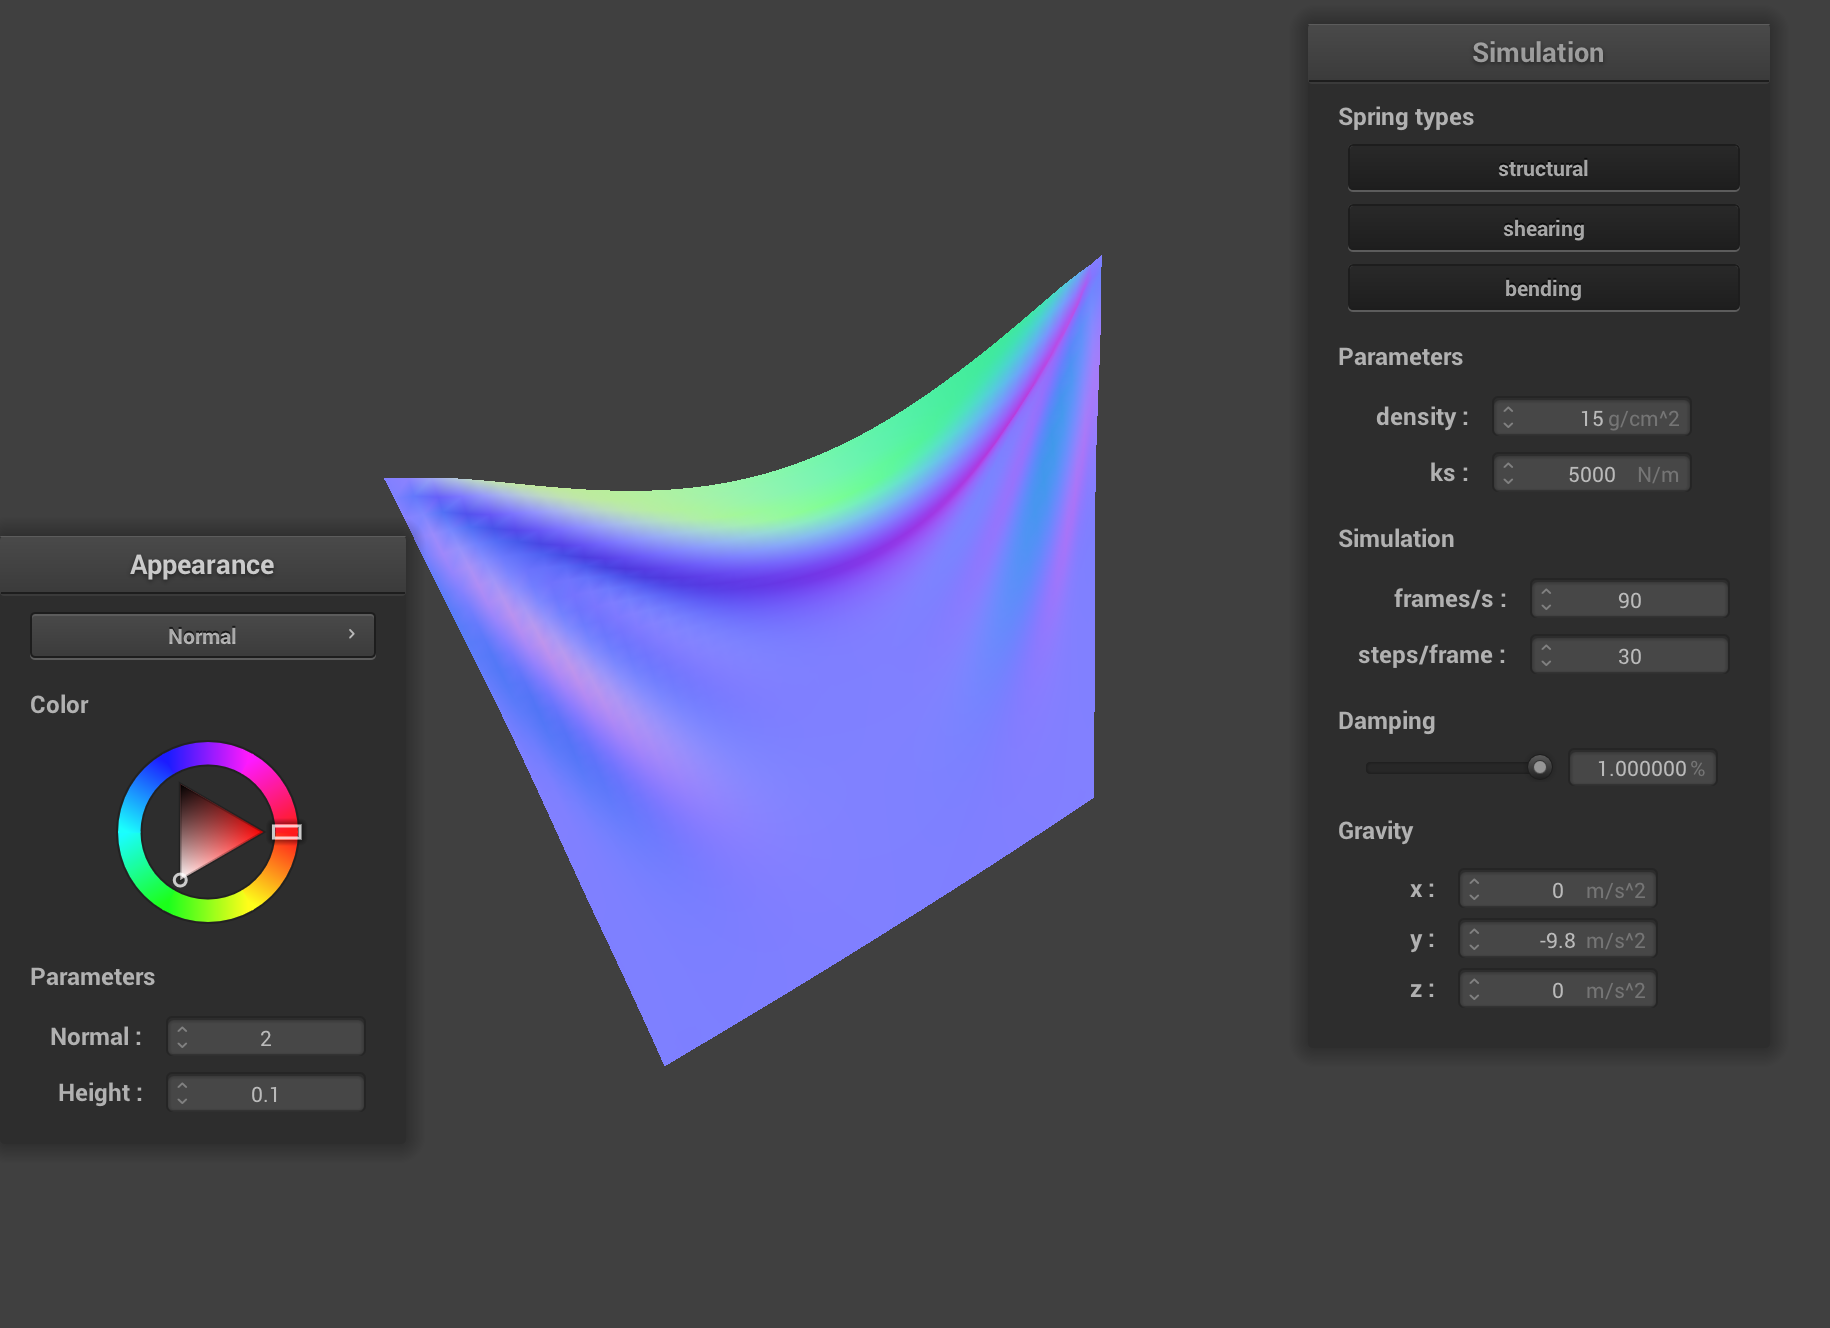 Simulation
Spring types
structural
shearing
bending
Parameters
density : 15 g/cm^2
ks : 5000 N/m
Simulation
frames/s : 90
steps/frame : 30
Damping
1.000000 %
Gravity
x : 0 m/s^2
y : -9.8 m/s^2
z : 0 m/s^2
Appearance
Normal
Color
Parameters
Normal : 2
Height : 0.1